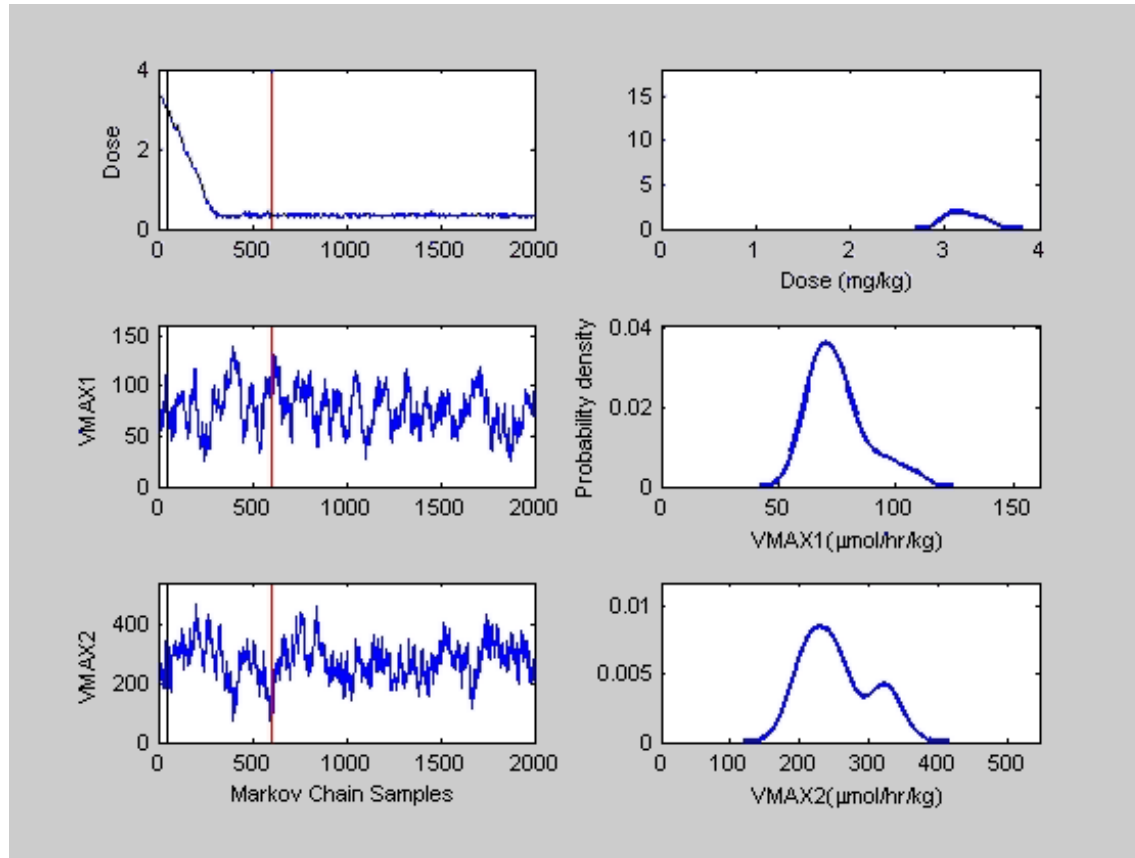 4
2
0
Dose
0 500 1000 1500 2000
15
10
5
0
0 1 2 3 4
Dose (mg/kg)
150
100
50
0
VMAX1
0 500 1000 1500 2000
0.04
0.02
0
Probability density
50 100 150
VMAX1(µmol/hr/kg)
400
200
0
VMAX2
0 500 1000 1500 2000
Markov Chain Samples
0.01
0.005
0
100 200 300 400 500
VMAX2(µmol/hr/kg)